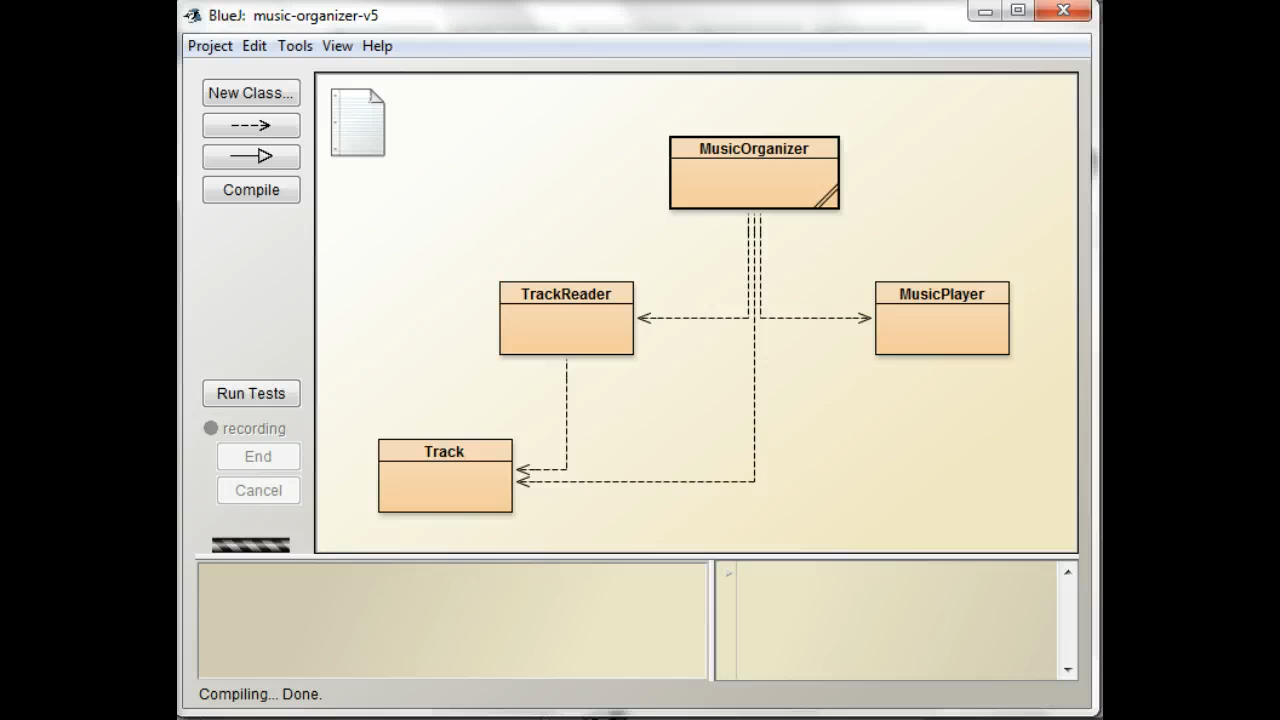 BlueJ: music-organizer-v5
Project Edit Tools View Help
New Class...
Compile
MusicOrganizer
TrackReader
MusicPlayer
Run Tests
recording
Track
End
Cancel
Compiling... Done.